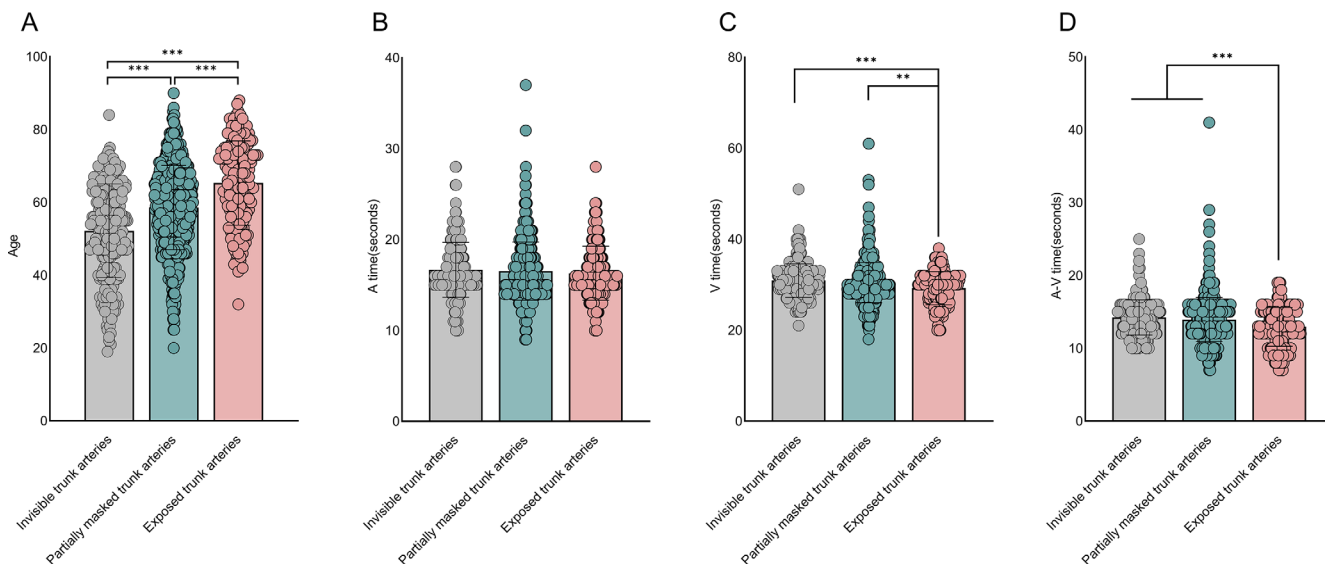 A
Age
100
80
60
40
20
0
***
***
***
Invisible trunk arteries
Partially masked trunk arteries
Exposed trunk arteries
B
A time(seconds)
40
30
20
10
0
Invisible trunk arteries
Partially masked trunk arteries
Exposed trunk arteries
C
V time(seconds)
80
60
40
20
0
***
**
Invisible trunk arteries
Partially masked trunk arteries
Exposed trunk arteries
D
A-V time(seconds)
50
40
30
20
10
0
***
Invisible trunk arteries
Partially masked trunk arteries
Exposed trunk arteries